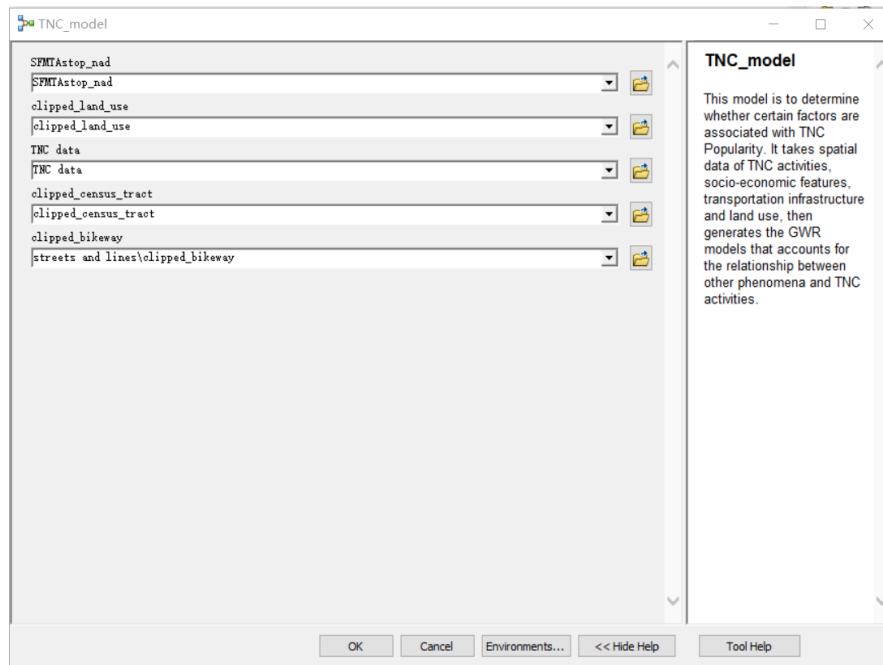 TNC_model
SFMTAstop_nad
SFMTAstop_nad
clipped_land_use
clipped_land_use
TNC data
TNC data
clipped_census_tract
clipped_census_tract
clipped_bikeway
streets and lines\clipped_bikeway
TNC_model
This model is to determine
whether certain factors are
associated with TNC
Popularity. It takes spatial
data of TNC activities,
socio-economic features,
transportation infrastructure
and land use, then
generates the GWR
models that accounts for
the relationship between
other phenomena and TNC
activities.
OK
Cancel
Environments...
<< Hide Help
Tool Help